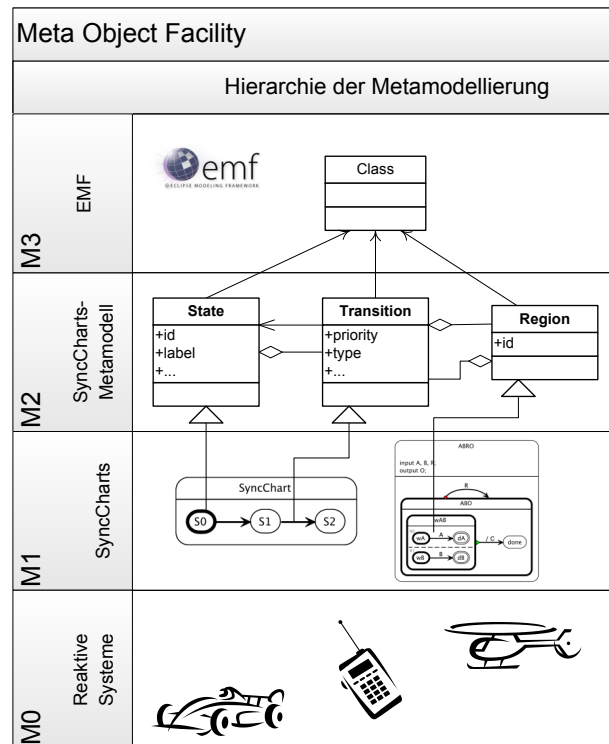 Meta Object Facility
Hierarchie der Metamodellierung
M3
EMF
emf
ECLIPSE MODELING FRAMEWORK
Class
M2
SyncCharts-
Metamodell
State
+id
+label
+...
Transition
+priority
+type
+...
Region
+id
M1
SyncCharts
SyncChart
S0
S1
S2
ABRO
input A, B, R;
output O;
R
ABO
wAB
wA
A
dA
wB
B
dB
done
M0
Reaktive
Systeme